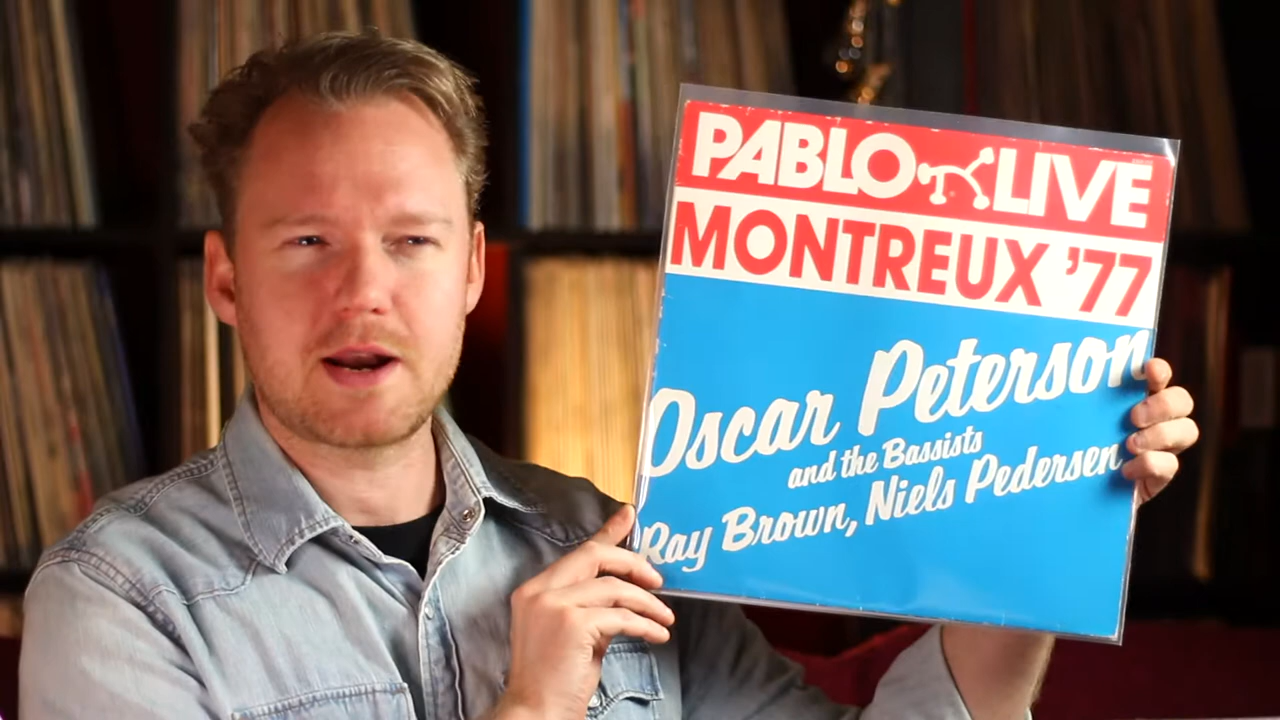 PABLO LIVE
MONTREUX '77
Oscar Peterson
and the Bassists
Ray Brown, Niels Pedersen